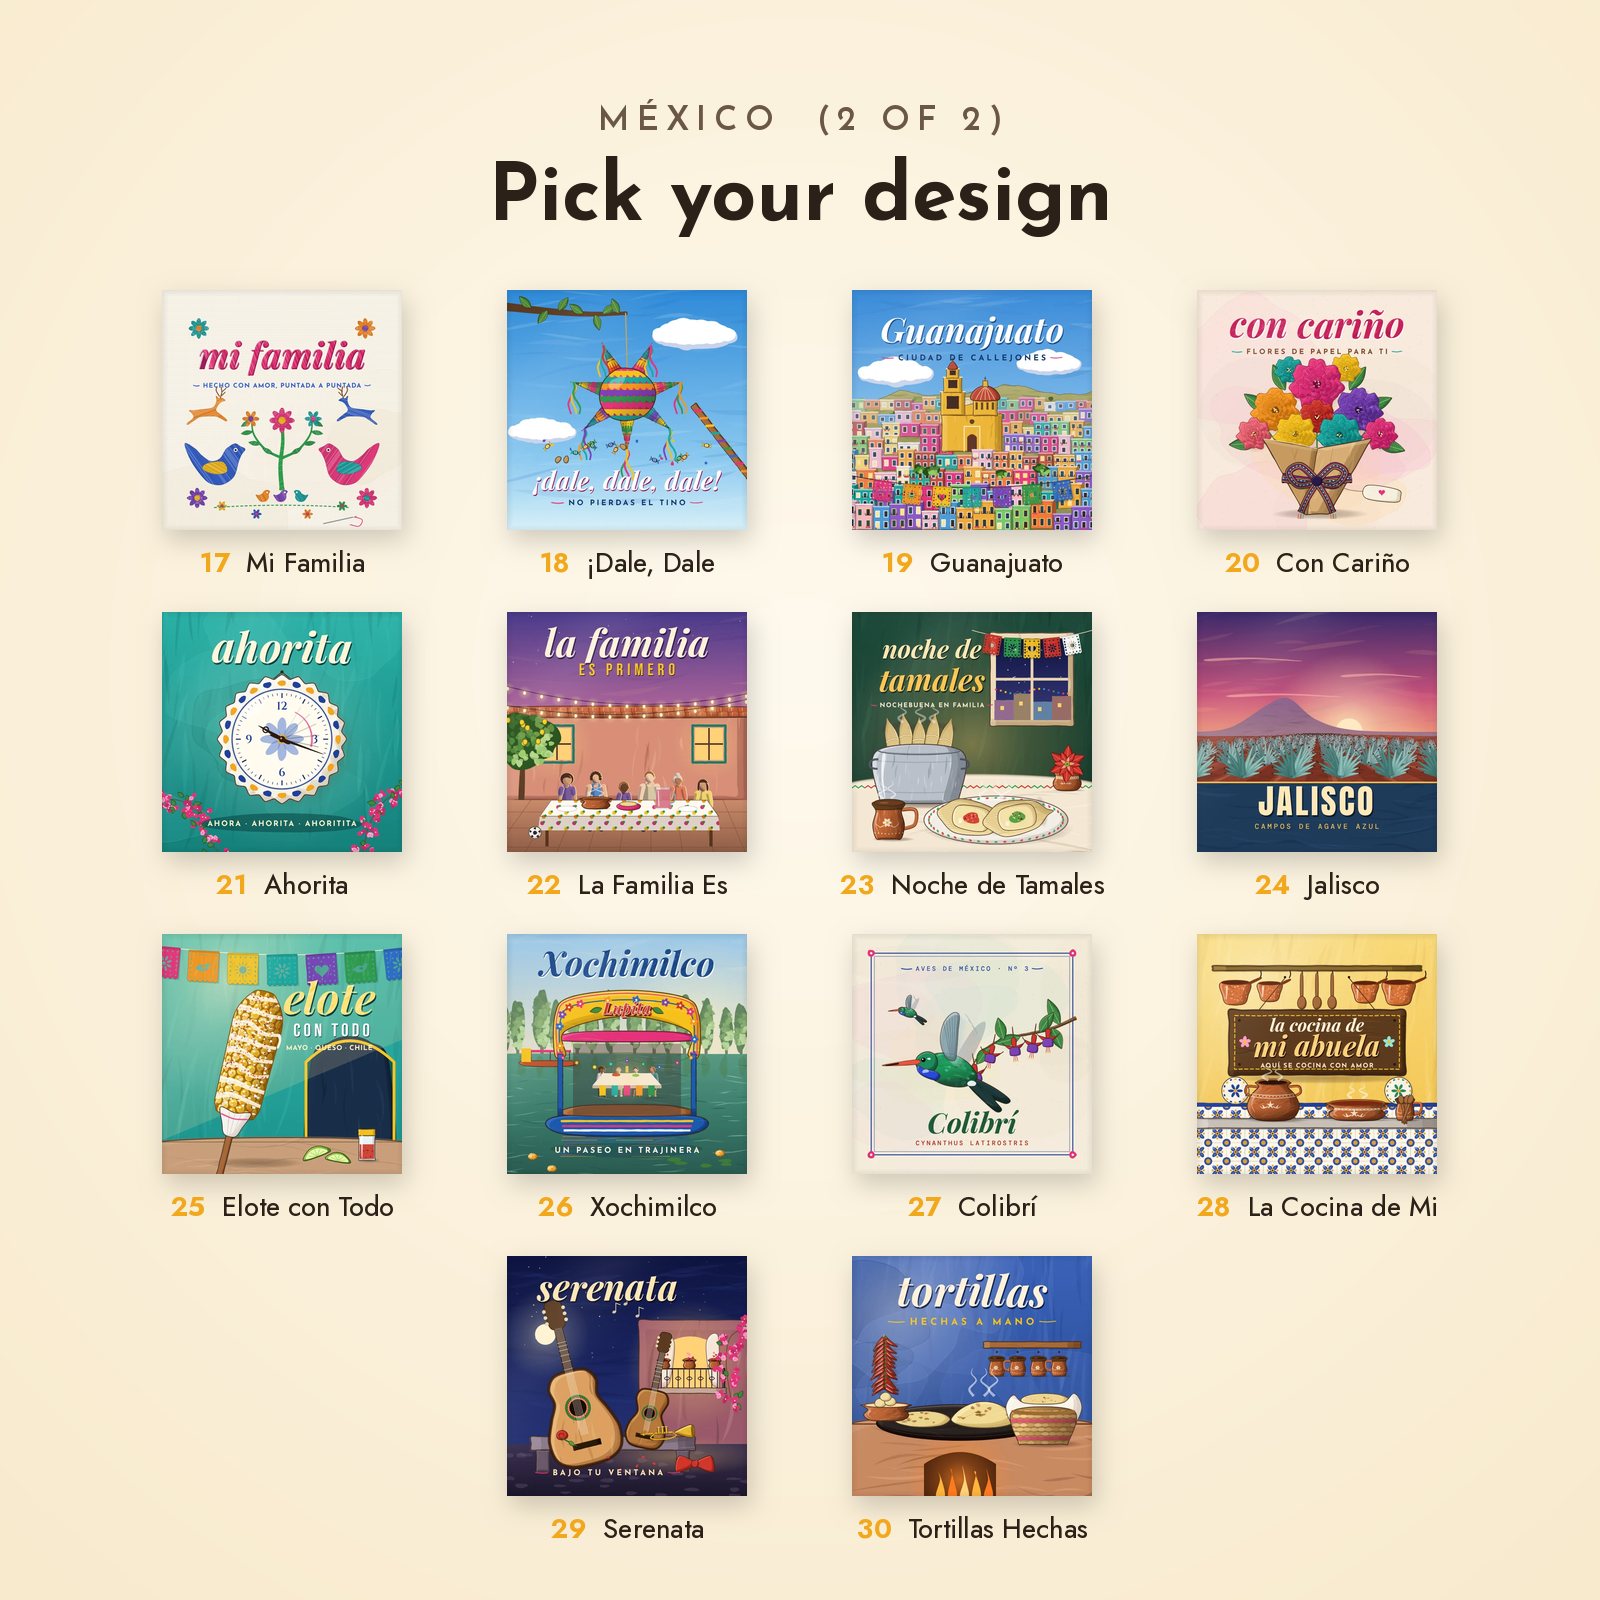 MÉXICO (2 OF 2)
Pick your design
mi familia
HECHO CON AMOR, PUNTADA A PUNTADA
17 Mi Familia
¡dale, dale, dale!
NO PIERDAS EL TINO
18 ¡Dale, Dale
Guanajuato
CIUDAD DE CALLEJONES
19 Guanajuato
con cariño
FLORES DE PAPEL PARA TI
20 Con Cariño
ahorita
12
9
3
6
AHORA · AHORITA · AHORITITA
21 Ahorita
la familia
ES PRIMERO
22 La Familia Es
noche de
tamales
NOCHEBUENA EN FAMILIA
23 Noche de Tamales
JALISCO
CAMPOS DE AGAVE AZUL
24 Jalisco
elote
CON TODO
MAYO · QUESO · CHILE
25 Elote con Todo
Xochimilco
Lupita
UN PASEO EN TRAJINERA
26 Xochimilco
AVES DE MÉXICO · Nº 3
Colibrí
CYNANTHUS LATIROSTRIS
27 Colibrí
la cocina de
mi abuela
AQUÍ SE COCINA CON AMOR
28 La Cocina de Mi
serenata
BAJO TU VENTANA
29 Serenata
tortillas
HECHAS A MANO
30 Tortillas Hechas